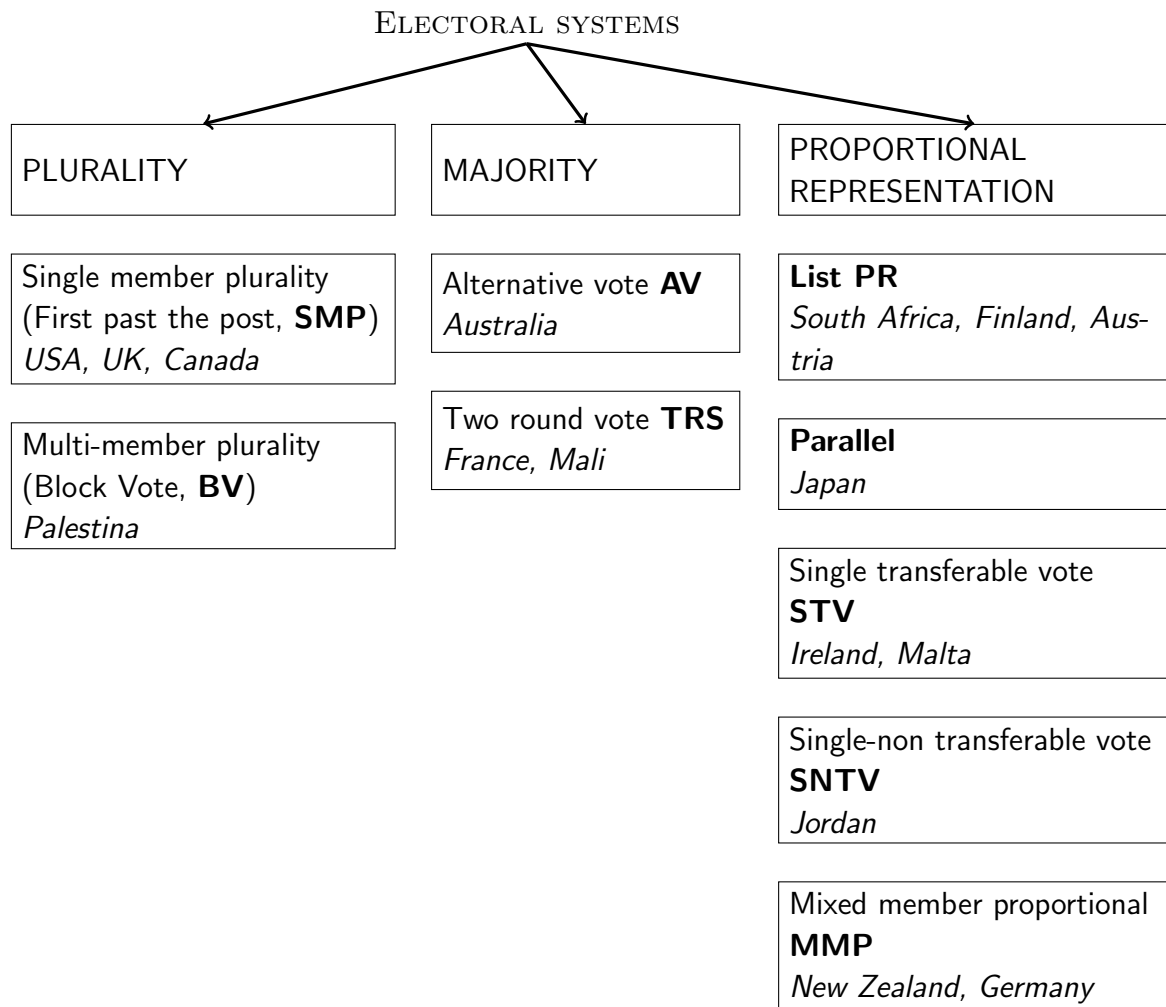 ELECTORAL SYSTEMS
PLURALITY
Single member plurality
(First past the post, SMP)
USA, UK, Canada
Multi-member plurality
(Block Vote, BV)
Palestina
MAJORITY
Alternative vote AV
Australia
Two round vote TRS
France, Mali
PROPORTIONAL
REPRESENTATION
List PR
South Africa, Finland, Aus-
tria
Parallel
Japan
Single transferable vote
STV
Ireland, Malta
Single-non transferable vote
SNTV
Jordan
Mixed member proportional
MMP
New Zealand, Germany